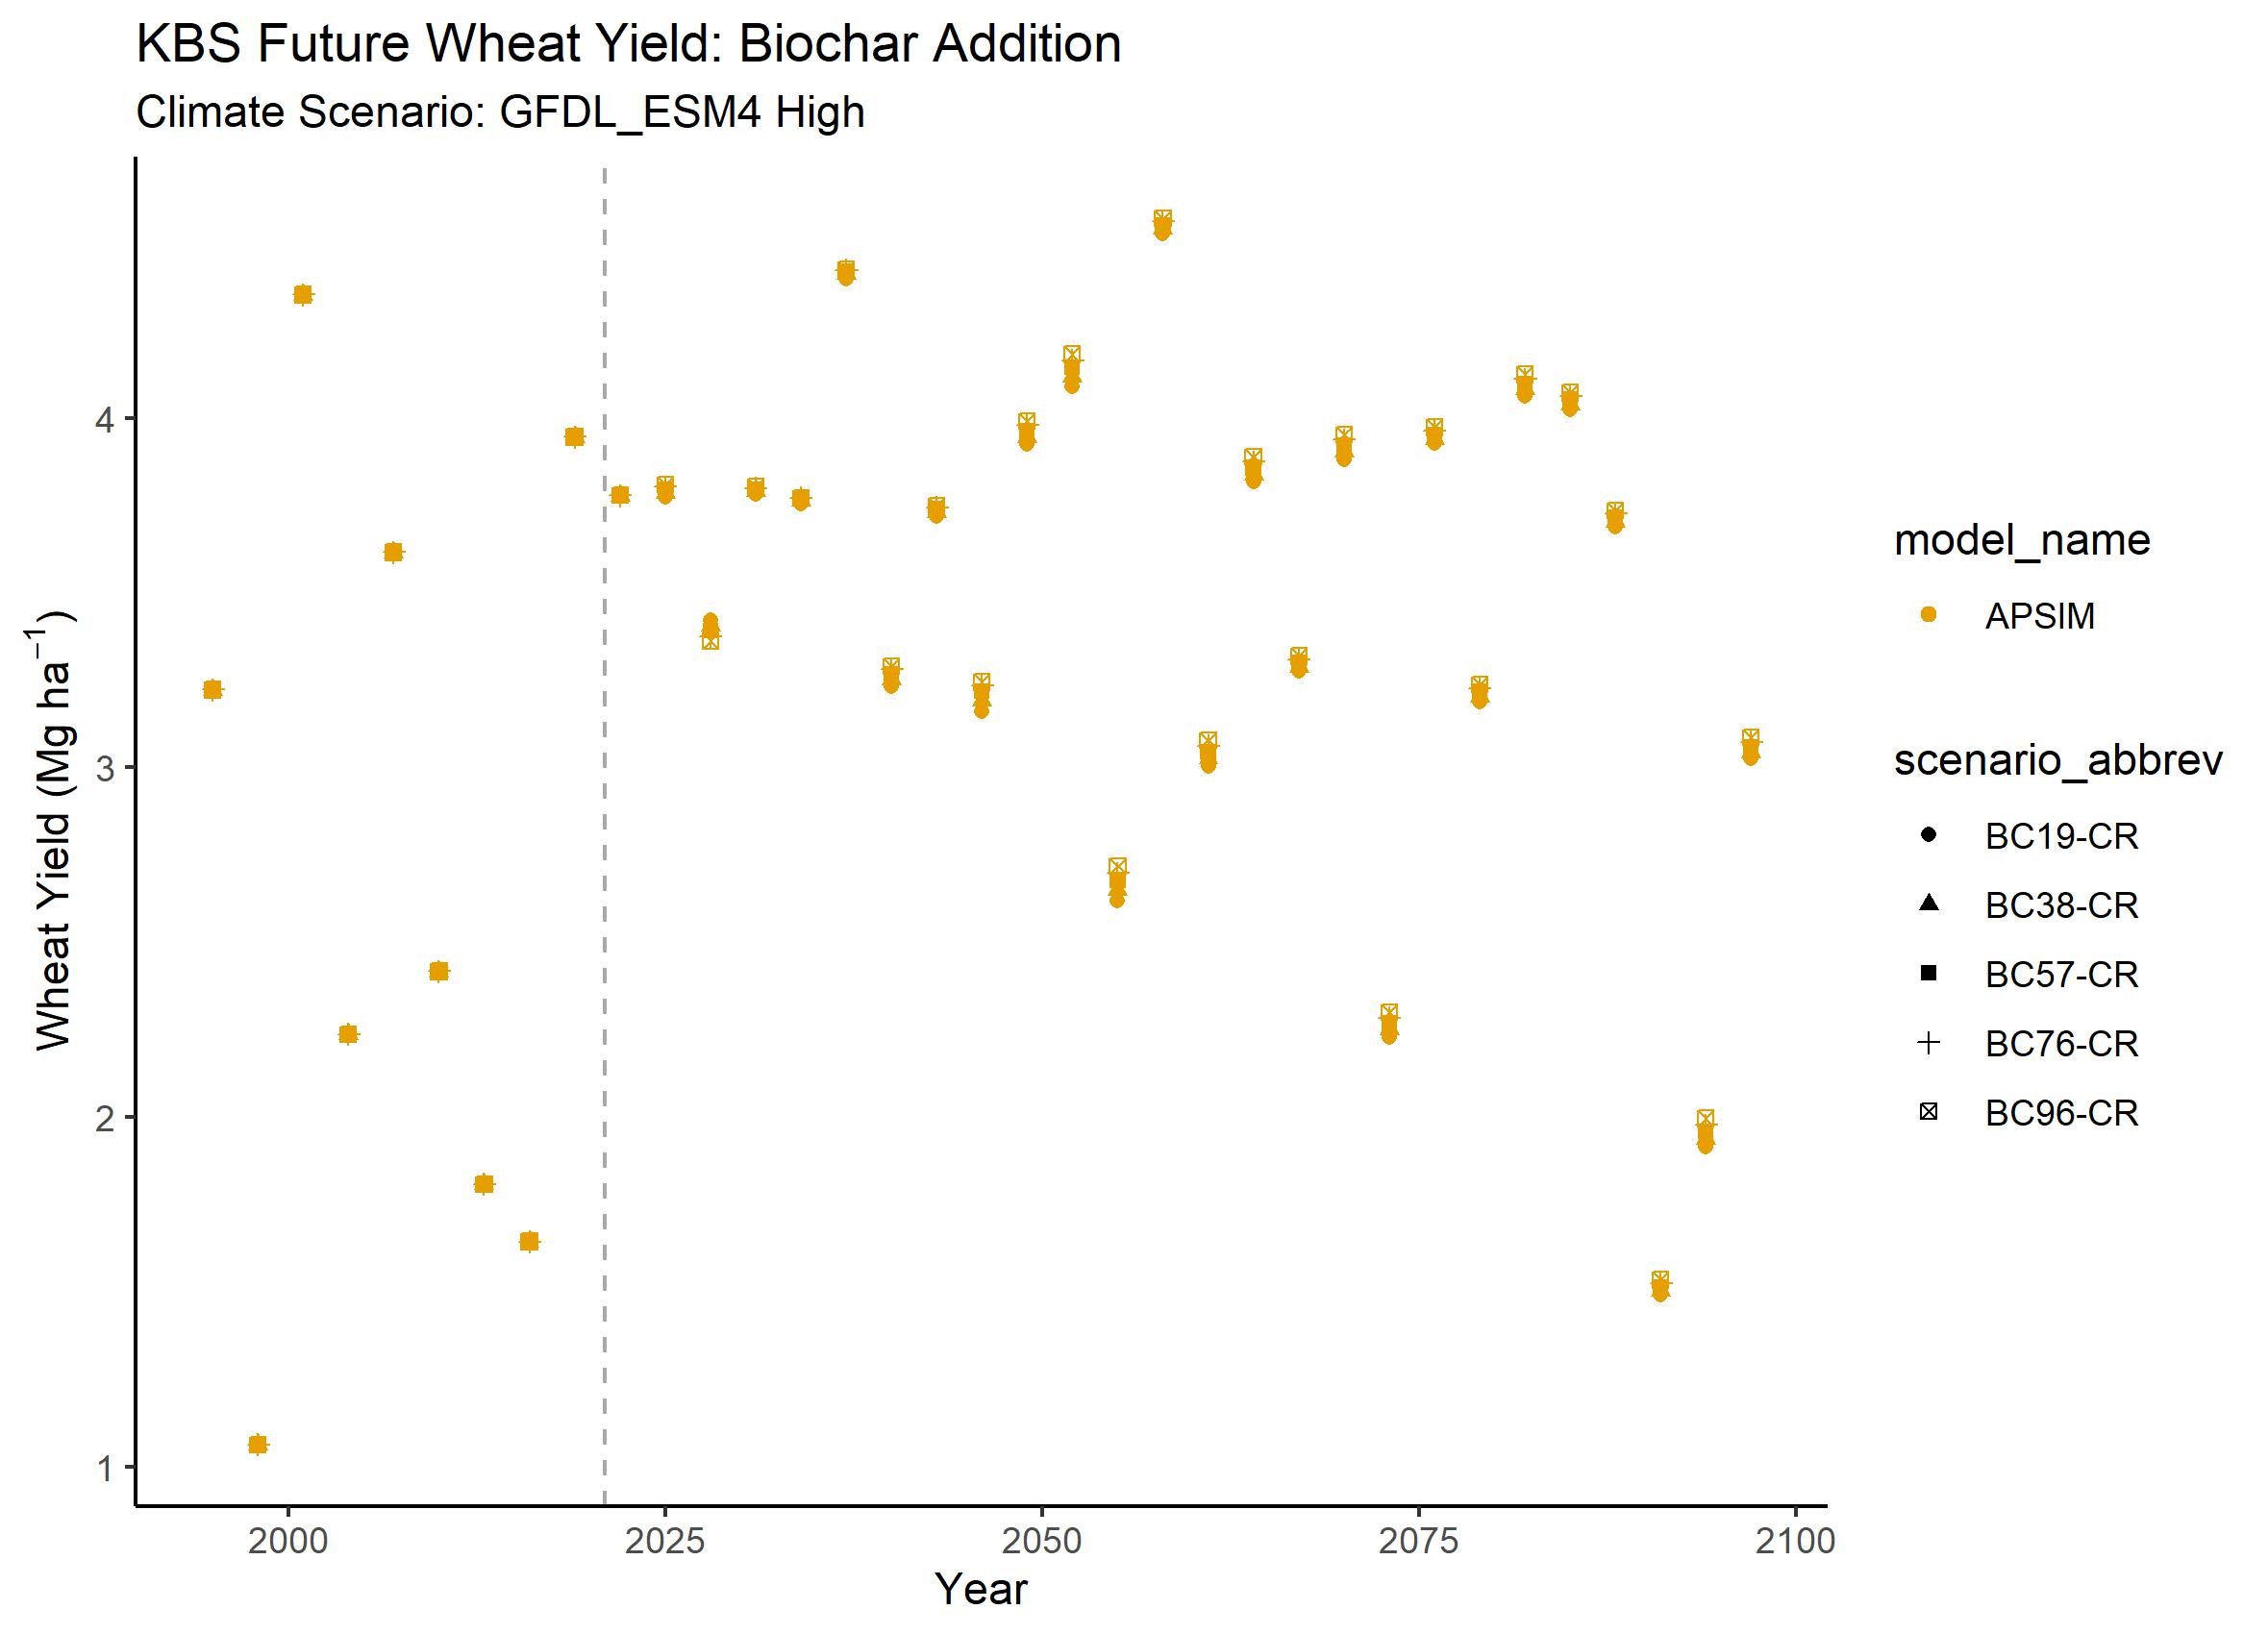 KBS Future Wheat Yield: Biochar Addition
Climate Scenario: GFDL_ESM4 High
Wheat Yield (Mg ha⁻¹)
4
3
2
1
2000 2025 2050 2075 2100
Year
model_name
APSIM
scenario_abbrev
BC19-CR
BC38-CR
BC57-CR
BC76-CR
BC96-CR